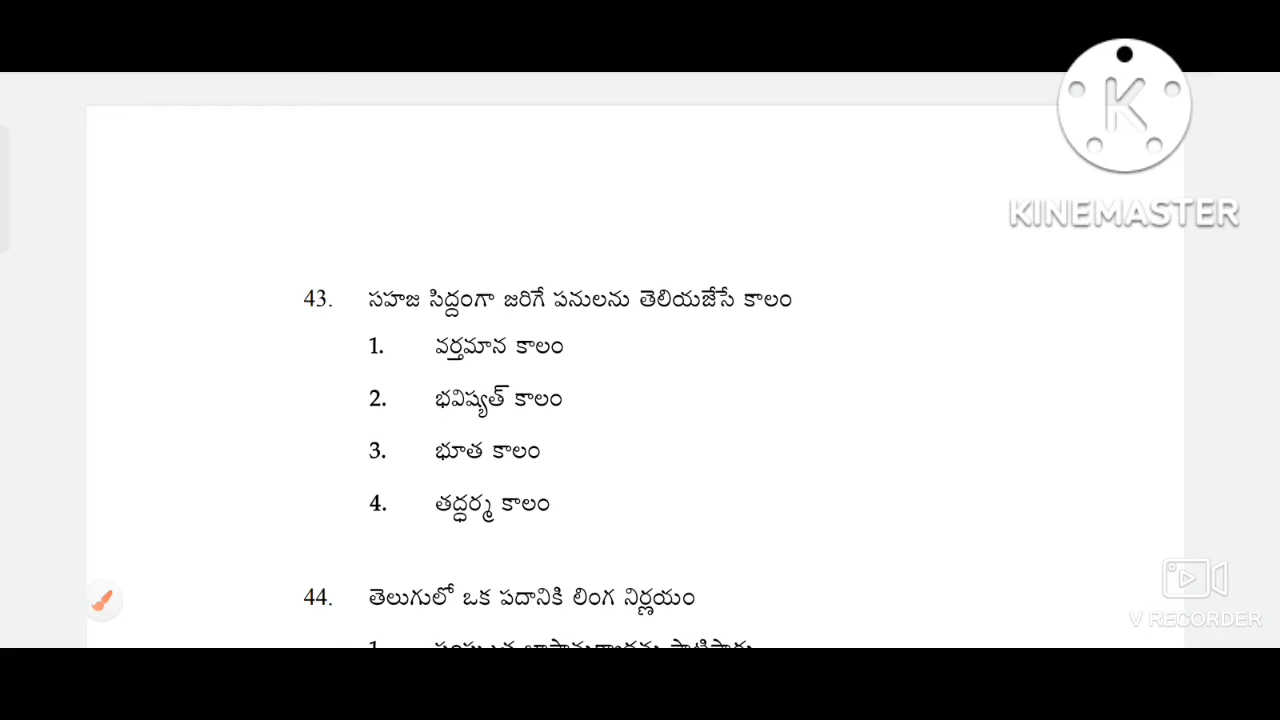 KINEMASTER
43. సహజ సిద్దంగా జరిగే పనులను తెలియజేసే కాలం
1. వర్తమాన కాలం
2. భవిష్యత్ కాలం
3. భూత కాలం
4. తద్ధర్మ కాలం
44. తెలుగులో ఒక పదానికి లింగ నిర్ణయం
1.
V RECORDER